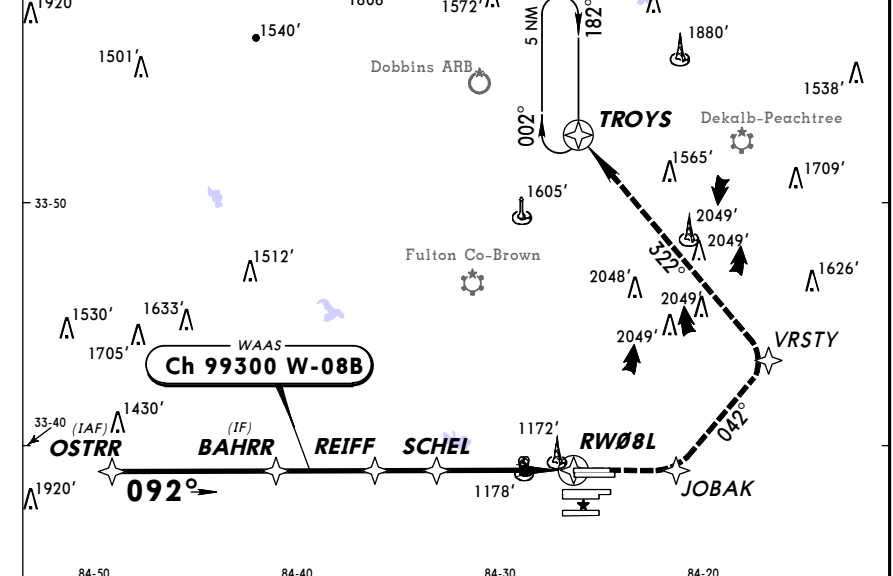 1920'
1808'
1572'
5 NM
182°
1880'
1540'
1501'
Dobbins ARB
1538'
002°
TROYS
Dekalb-Peachtree
1565'
1709'
33-50
1605'
2049'
2049'
Fulton Co-Brown
1512'
322°
2048'
1626'
2049'
1530'
1633'
1705'
2049'
VRSTY
WAAS
Ch 99300 W-08B
1430'
33-40
(IAF)
OSTRR
(IF)
BAHRR
REIFF
SCHEL
1172'
RWØ8L
042°
092°
1178'
JOBAK
1920'
84-50
84-40
84-30
84-20